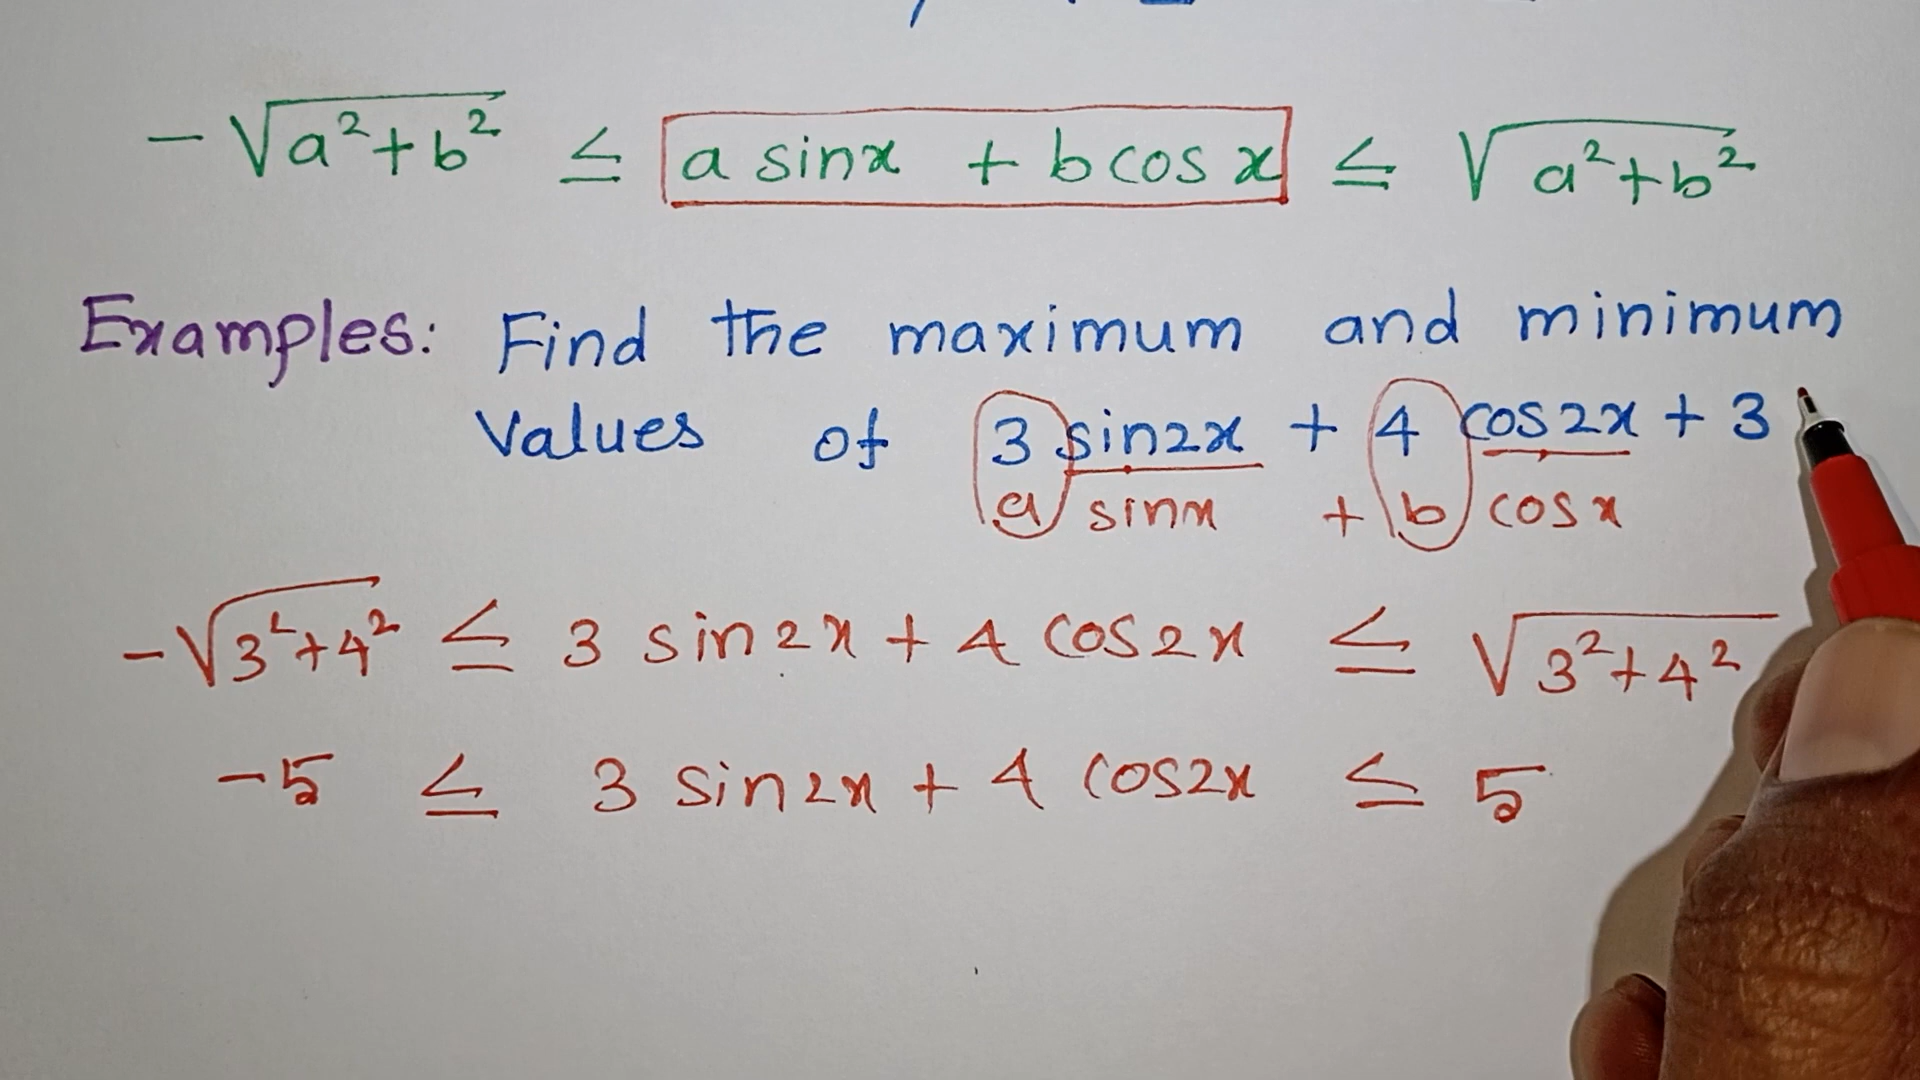 -√a²+b² ≤ a sinx + b cos x ≤ √a²+b²
Examples: Find the maximum and minimum
Values of 3 sin2x + 4 cos2x + 3
a sinx + b cos x
-√3²+4² ≤ 3 sin2x + 4 cos2x ≤ √3²+4²
-5 ≤ 3 sin2x + 4 cos2x ≤ 5